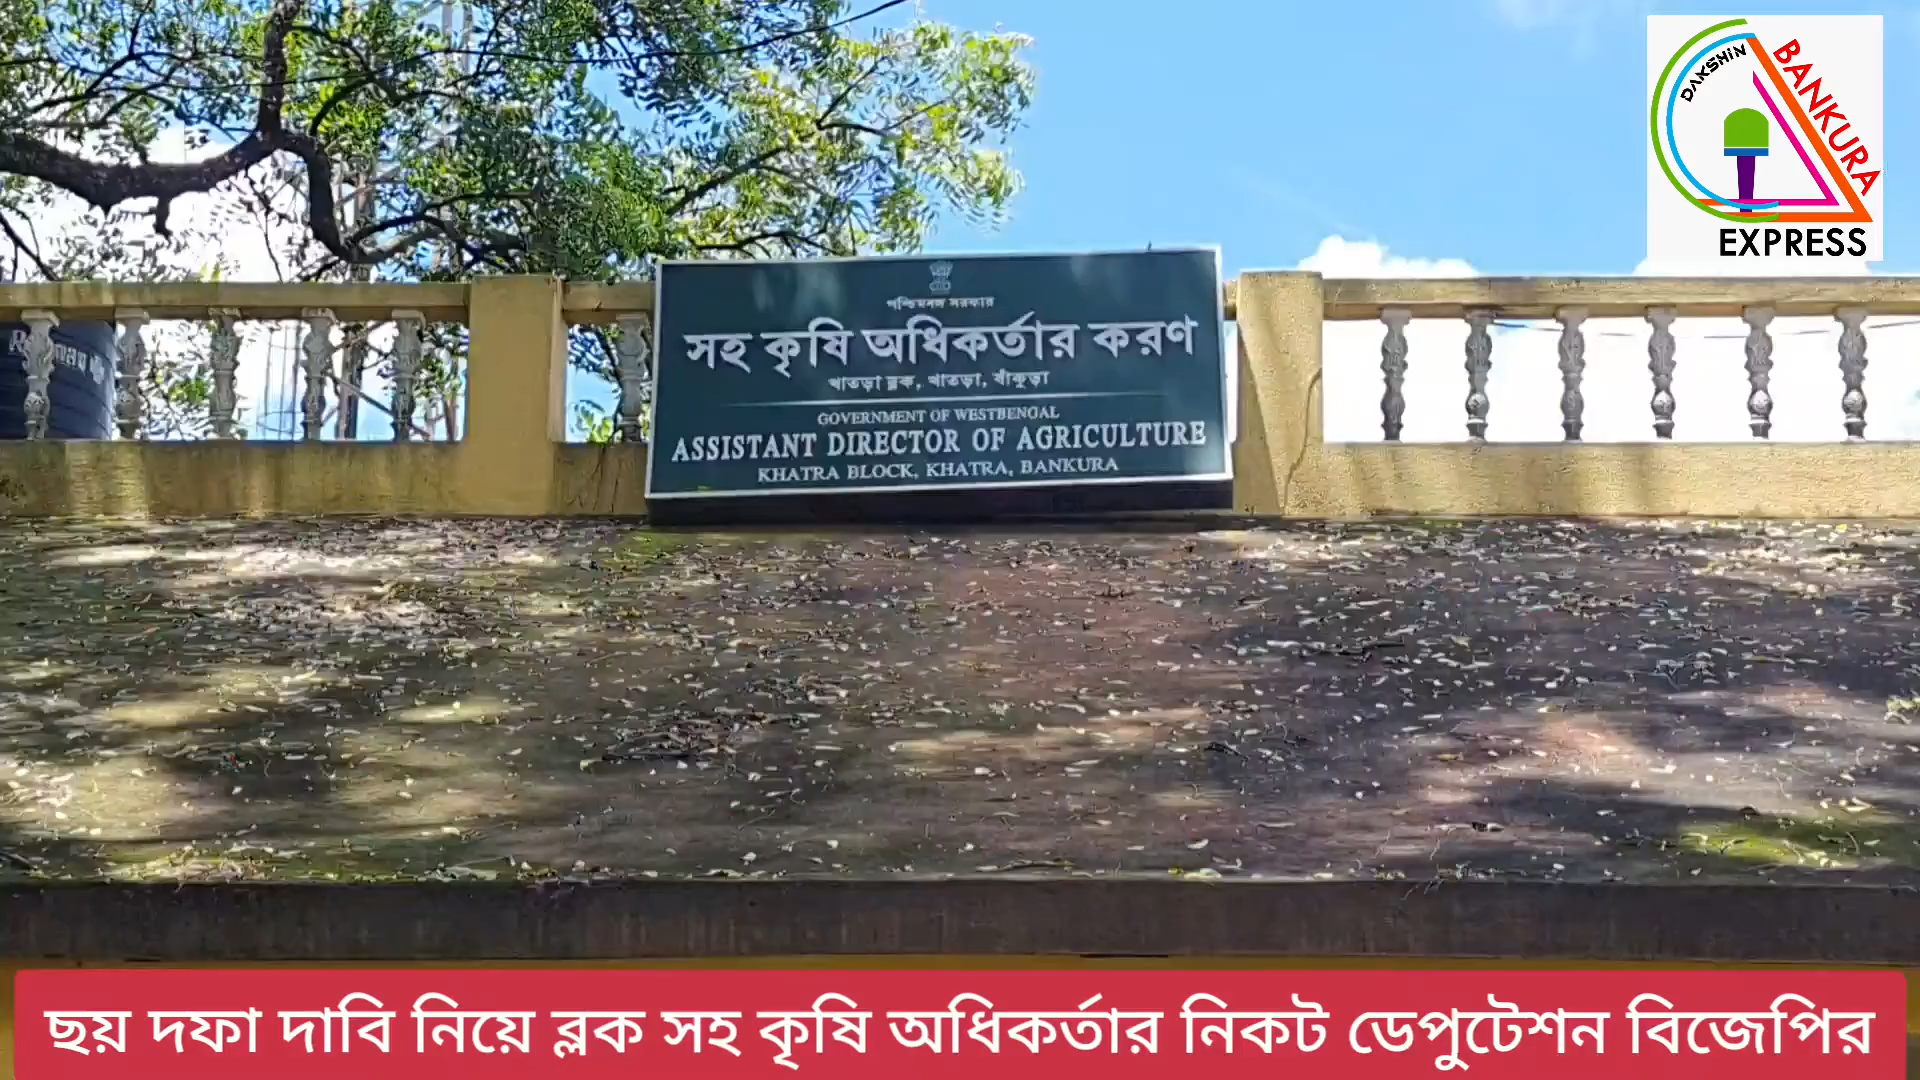 DAKSHIN
BANKURA
EXPRESS
পশ্চিমবঙ্গ সরকার
সহ কৃষি অধিকর্তার করণ
খাতড়া ব্লক, খাতড়া, বাঁকুড়া
GOVERNMENT OF WESTBENGAL
ASSISTANT DIRECTOR OF AGRICULTURE
KHATRA BLOCK, KHATRA, BANKURA
ছয় দফা দাবি নিয়ে ব্লক সহ কৃষি অধিকর্তার নিকট ডেপুটেশন বিজেপির